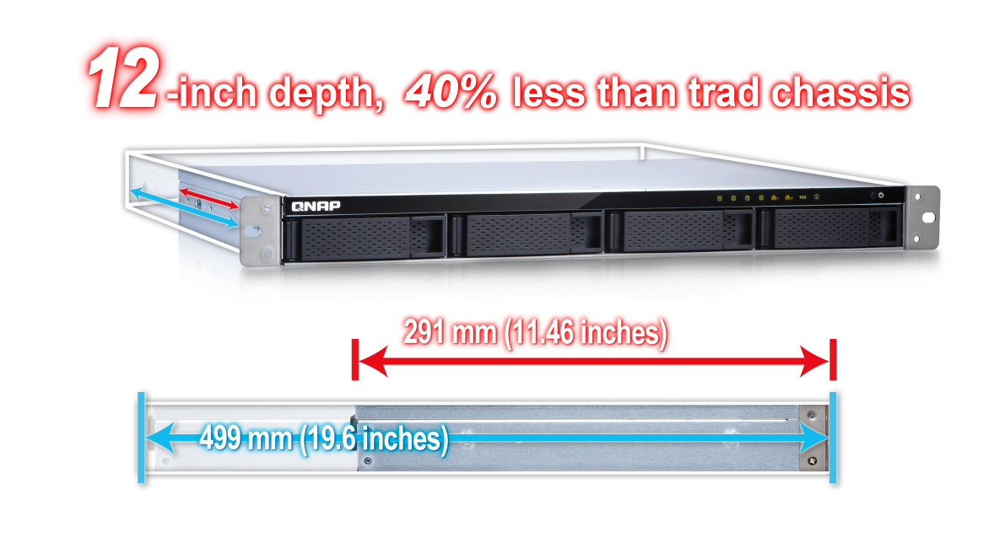 12-inch depth, 40% less than trad chassis
QNAP
10G
291 mm (11.46 inches)
499 mm (19.6 inches)